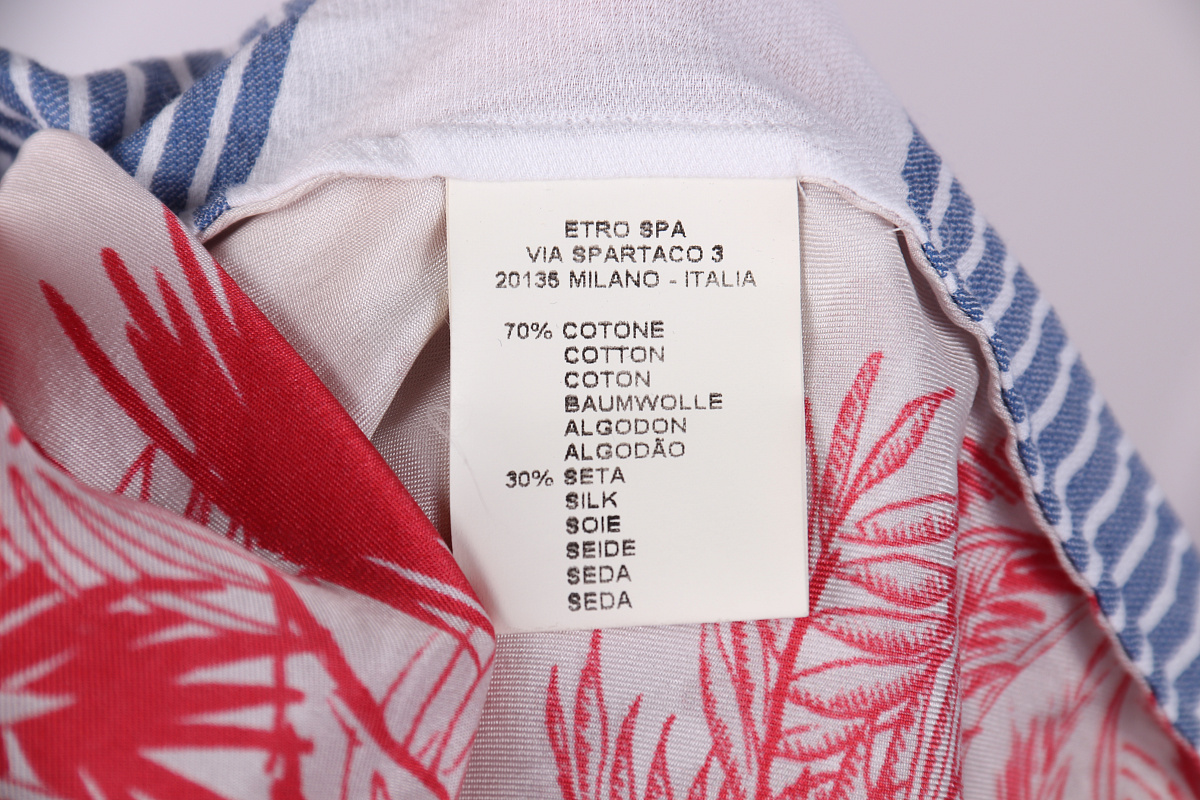 ETRO SPA
VIA SPARTACO 3
20135 MILANO - ITALIA
70% COTONE
COTTON
COTON
BAUMWOLLE
ALGODON
ALGODÃO
30% SETA
SILK
SOIE
SEIDE
SEDA
SEDA